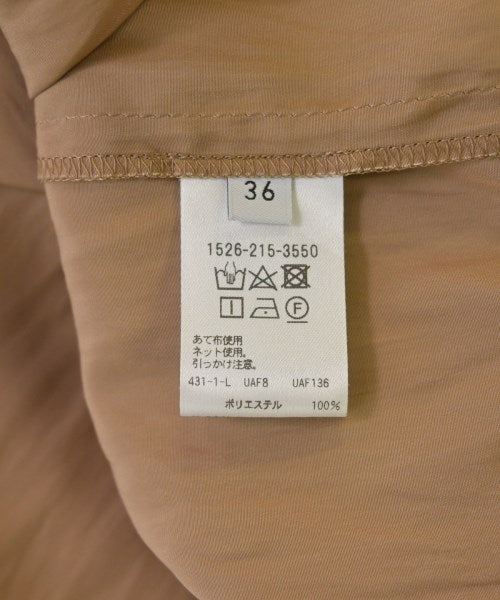 36
1526-215-3550
F
あて布使用
ネット使用。
引っかけ注意。
431-1-L UAF8 UAF136
ポリエステル 100%